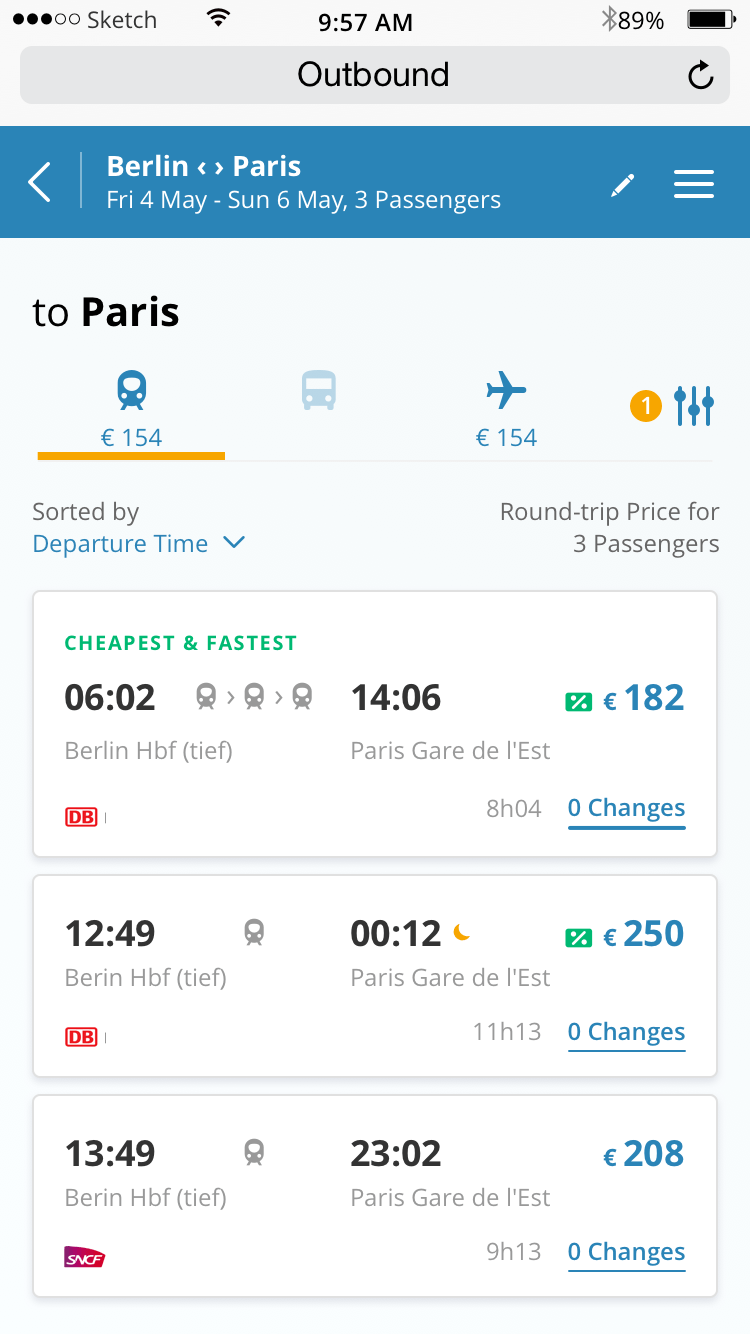 Sketch 9:57 AM 89%
Outbound
Berlin ‹ › Paris
Fri 4 May - Sun 6 May, 3 Passengers
to Paris
€ 154 € 154 1
Sorted by Round-trip Price for
Departure Time 3 Passengers
CHEAPEST & FASTEST
06:02 › › 14:06 % € 182
Berlin Hbf (tief) Paris Gare de l'Est
DB 8h04 0 Changes
12:49 00:12 % € 250
Berin Hbf (tief) Paris Gare de l'Est
DB 11h13 0 Changes
13:49 23:02 € 208
Berin Hbf (tief) Paris Gare de l'Est
SNCF 9h13 0 Changes